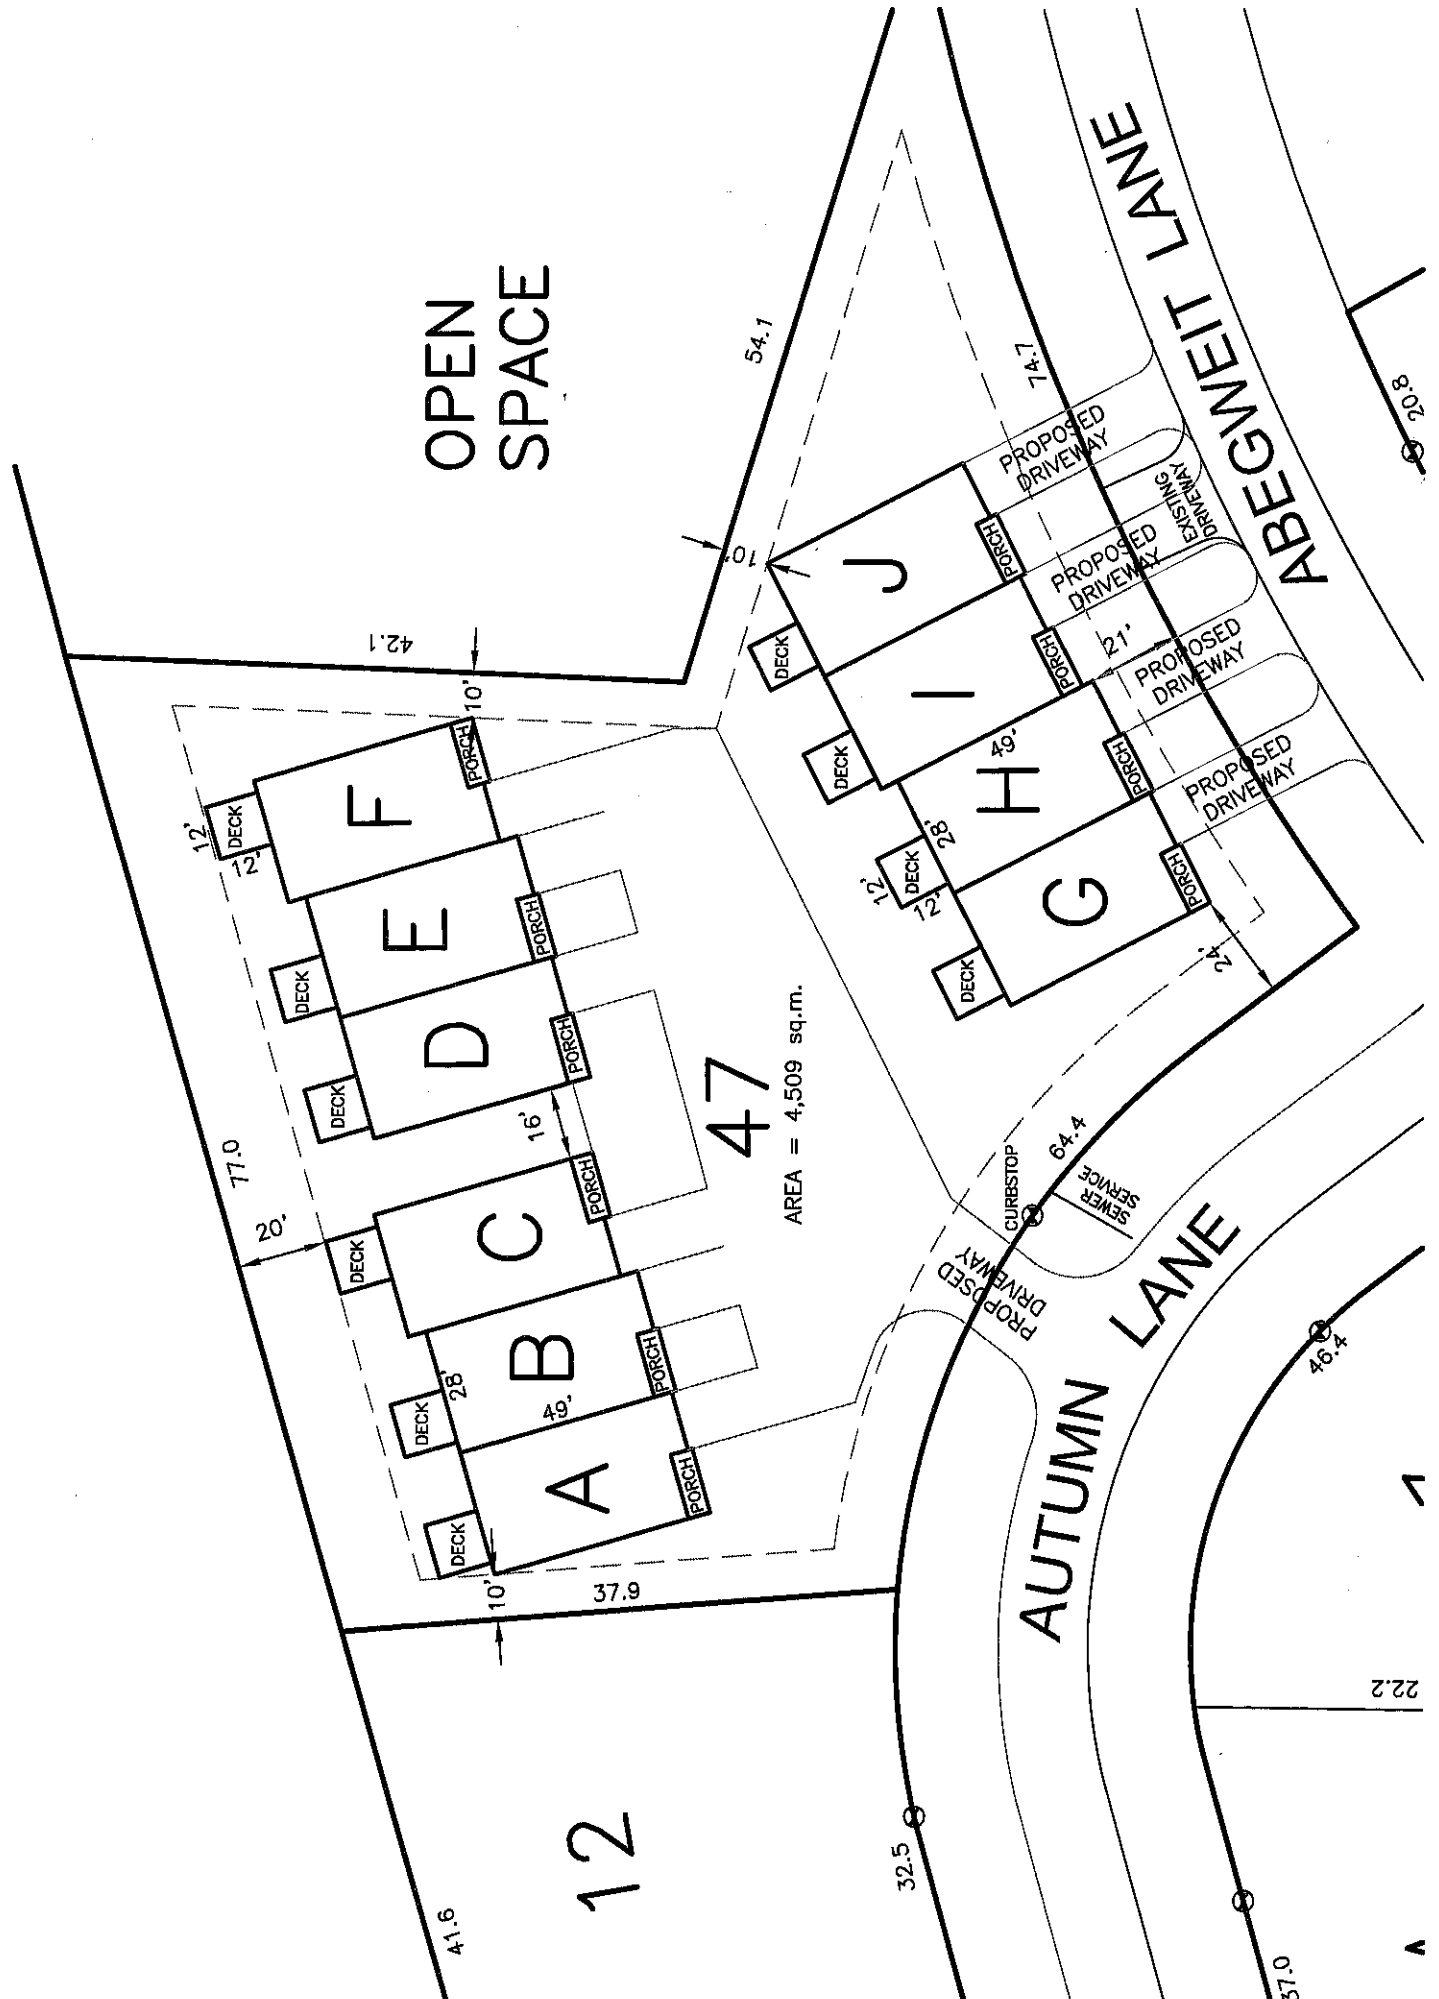 OPEN
SPACE
54.1
74.7
42.1
10'
10'
77.0
20'
12'
DECK
12'
F
PORCH
DECK
E
PORCH
DECK
D
PORCH
16'
DECK
C
PORCH
DECK
28'
B
49'
PORCH
DECK
A
PORCH
10'
37.9
47
AREA = 4,509 sq.m.
DECK
J
PORCH
DECK
I
PORCH
21'
12'
DECK
12'
28'
H
49'
PORCH
DECK
G
PORCH
24'
PROPOSED
DRIVEWAY
PROPOSED
DRIVEWAY
PROPOSED
DRIVEWAY
PROPOSED
DRIVEWAY
EXISTING
DRIVEWAY
ABEGWEIT LANE
20.8
64.4
CURBSTOP
SEWER
SERVICE
PROPOSED
DRIVEWAY
AUTUMN LANE
46.4
22.2
12
41.6
32.5
37.0